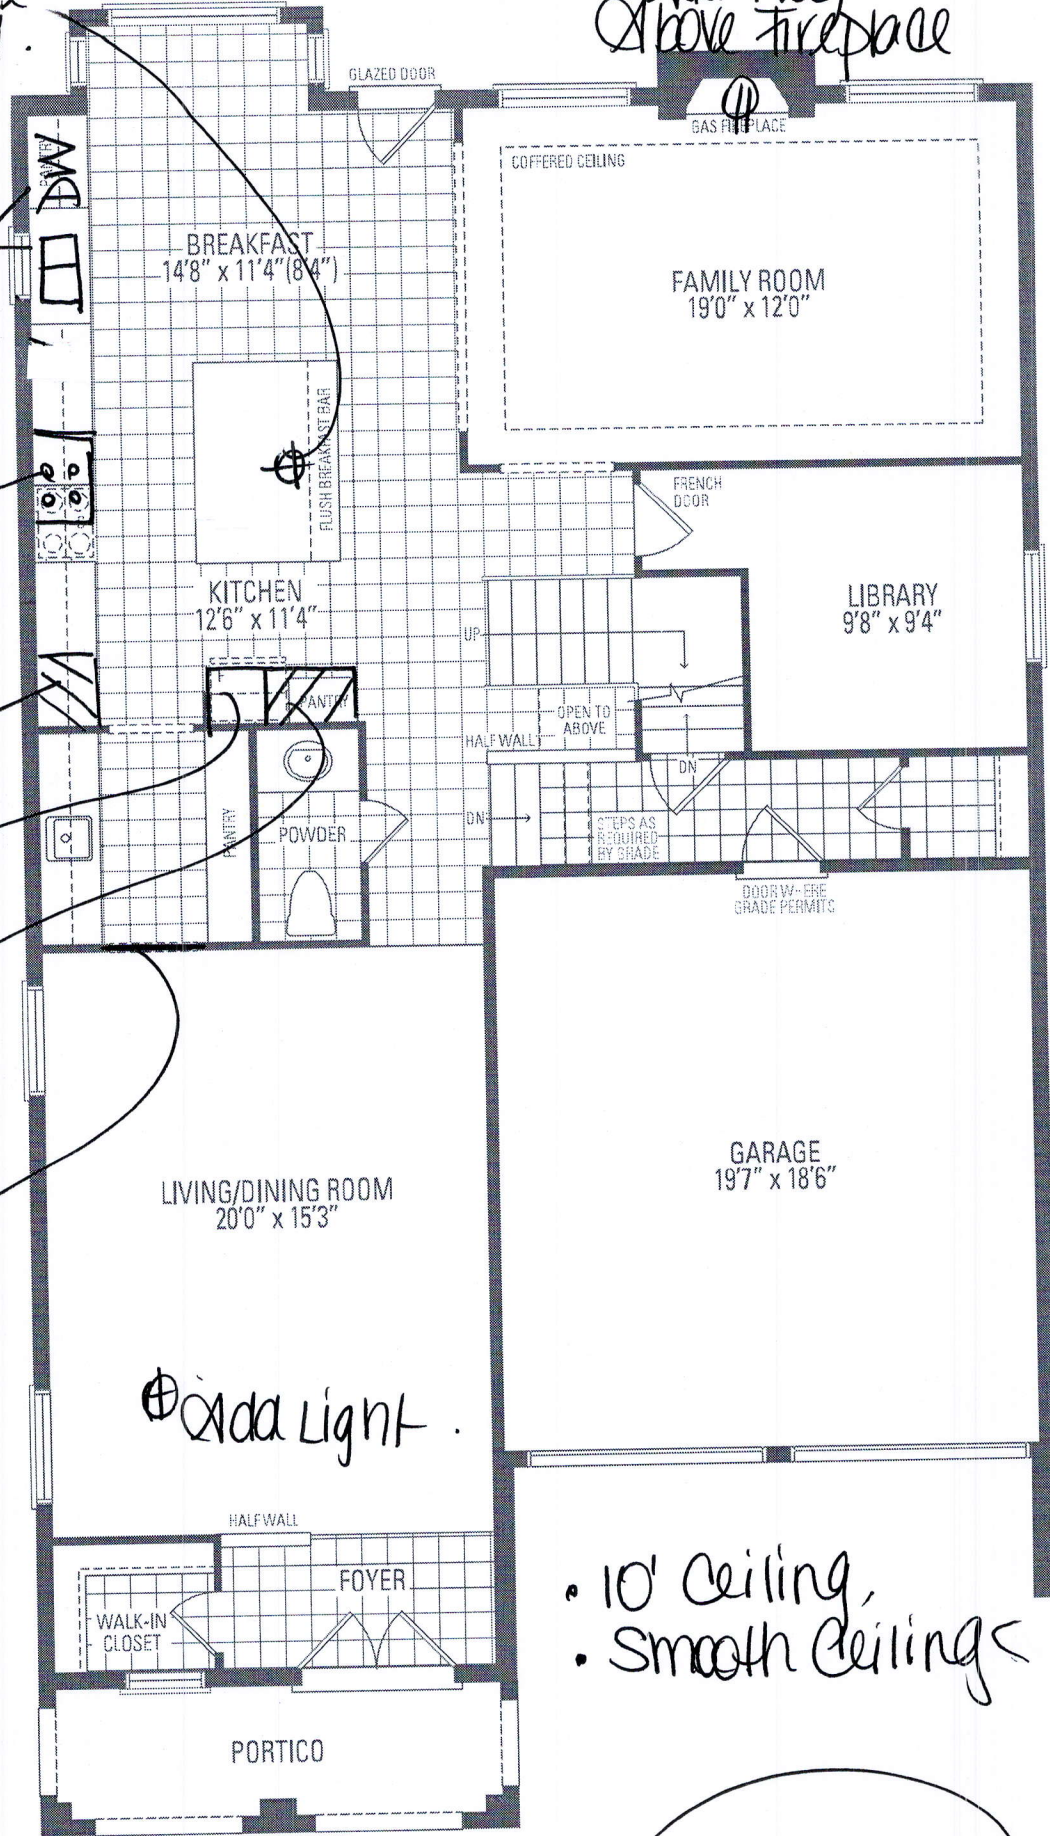 Above Fireplace
GLAZED DOOR
GAS FIREPLACE
COFFERED CEILING
DW
BREAKFAST
14'8" x 11'4"(8'4")
FAMILY ROOM
19'0" x 12'0"
FLUSH BREAKFAST BAR
FRENCH
DOOR
KITCHEN
12'6" x 11'4"
LIBRARY
9'8" x 9'4"
UP
F
PANTRY
OPEN TO
ABOVE
HALF WALL
DN
DN
PANTRY
POWDER
STEPS AS
REQUIRED
BY GRADE
DOOR WHERE
GRADE PERMITS
LIVING/DINING ROOM
20'0" x 15'3"
GARAGE
19'7" x 18'6"
Add Light.
HALF WALL
FOYER
WALK-IN
CLOSET
• 10' Ceiling,
• Smooth Ceilings
PORTICO